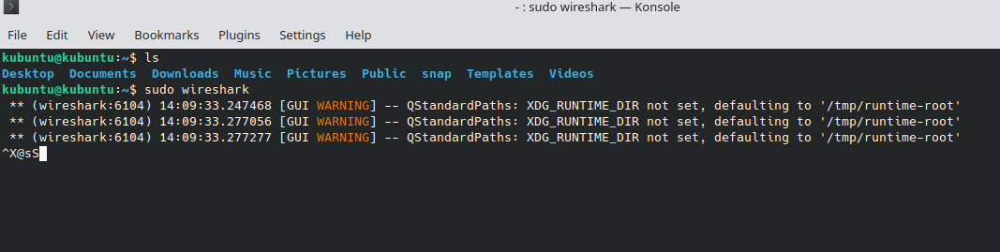 - : sudo wireshark — Konsole
File Edit View Bookmarks Plugins Settings Help
kubuntu@kubuntu:~$ ls
Desktop Documents Downloads Music Pictures Public snap Templates Videos
kubuntu@kubuntu:~$ sudo wireshark
** (wireshark:6104) 14:09:33.247468 [GUI WARNING] -- QStandardPaths: XDG_RUNTIME_DIR not set, defaulting to '/tmp/runtime-root'
** (wireshark:6104) 14:09:33.277056 [GUI WARNING] -- QStandardPaths: XDG_RUNTIME_DIR not set, defaulting to '/tmp/runtime-root'
** (wireshark:6104) 14:09:33.277277 [GUI WARNING] -- QStandardPaths: XDG_RUNTIME_DIR not set, defaulting to '/tmp/runtime-root'
^X@sS